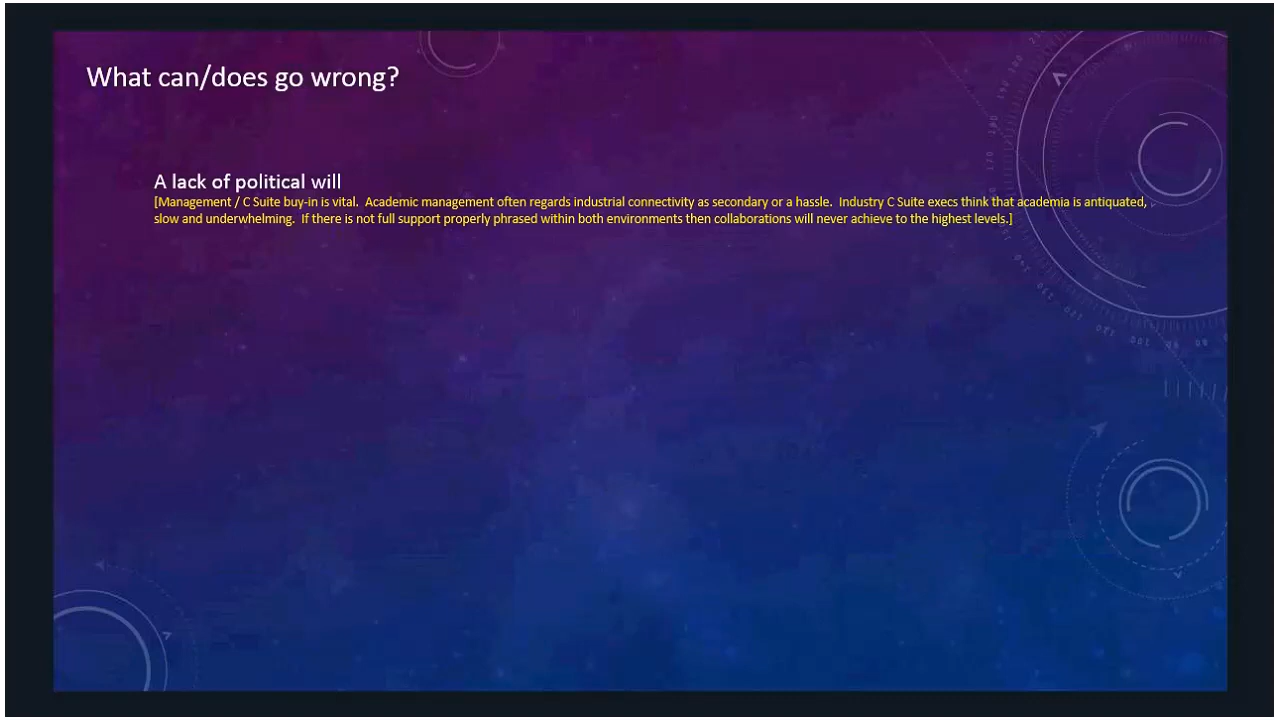 What can/does go wrong?
A lack of political will
[Management / C Suite buy-in is vital.  Academic management often regards industrial connectivity as secondary or a hassle.  Industry C Suite execs think that academia is antiquated,
slow and underwhelming.  If there is not full support properly phrased within both environments then collaborations will never achieve to the highest levels.]